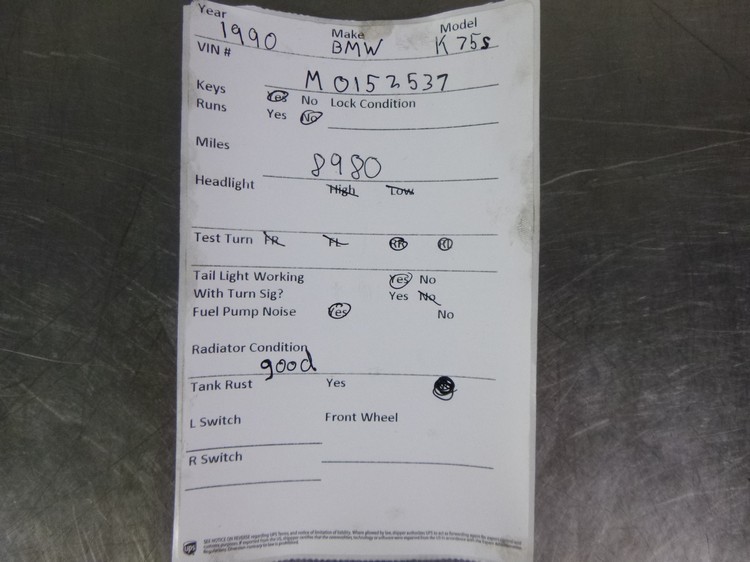 Year 1990 Make BMW Model K 75s
VIN # M 0152537
Keys Yes No Lock Condition
Runs Yes No
Miles 8980
Headlight High Low
Test Turn FR FL RR RL
Tail Light Working Yes No
With Turn Sig? Yes No
Fuel Pump Noise Yes No
Radiator Condition
good
Tank Rust Yes
L Switch Front Wheel
R Switch
ups